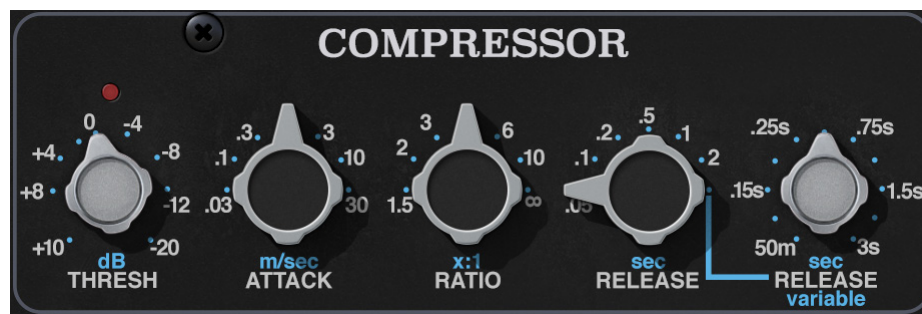 COMPRESSOR
0 -4
+4 -8
+8 -12
+10 -20
dB
THRESH
.3 3
.1 10
.03 30
m/sec
ATTACK
3 6
2 10
1.5 ∞
x:1
RATIO
.5
.2 1
.1 2
.05
sec
RELEASE
.25s .75s
.15s 1.5s
50m 3s
sec
RELEASE
variable